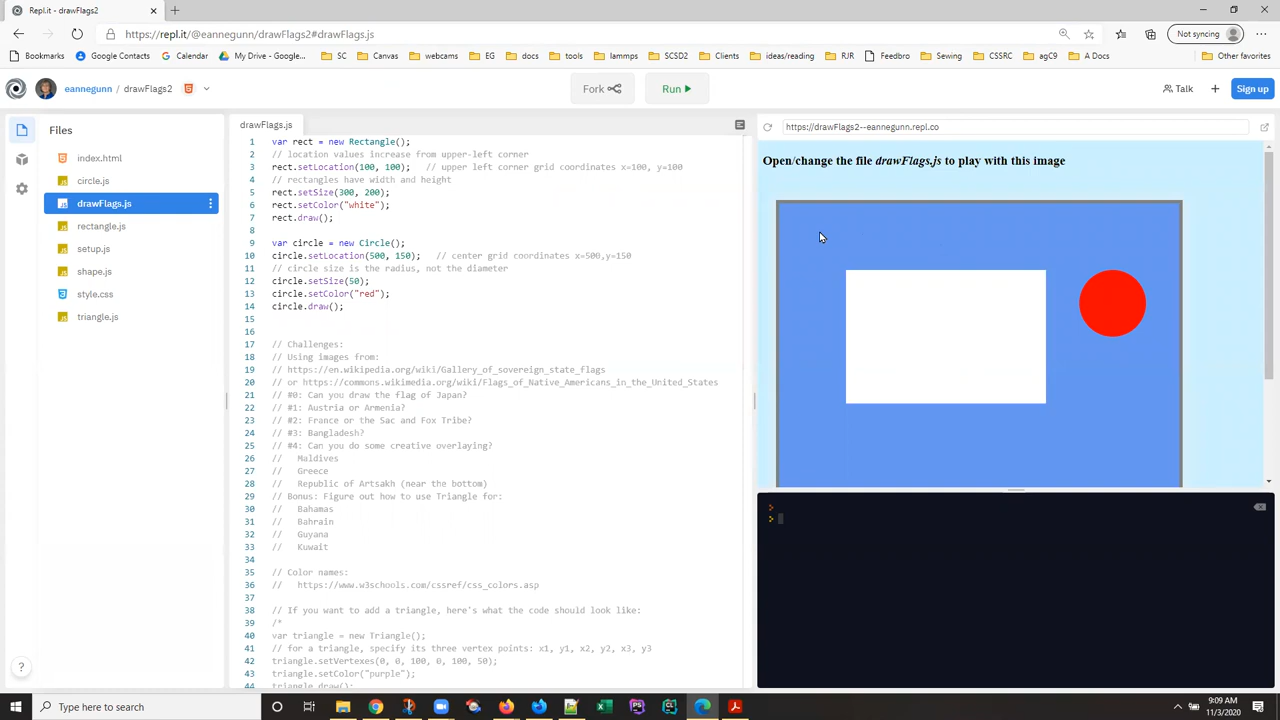 Repl.it - drawFlags2
https://repl.it/@eannegunn/drawFlags2#drawFlags.js
Not syncing
Bookmarks
Google Contacts
Calendar
My Drive - Googl...
SC
Canvas
webcams
EG
docs
tools
lammps
SCSD2
Clients
ideas/reading
RJR
Feedbro
Sewing
CSSRC
agC9
A Docs
Other favorites
eannegunn / drawFlags2
Fork
Run
Talk
Sign up
Files
index.html
circle.js
drawFlags.js
rectangle.js
setup.js
shape.js
style.css
triangle.js
drawFlags.js
1 var rect = new Rectangle();
2 // location values increase from upper-left corner
3 rect.setLocation(100, 100); // upper left corner grid coordinates x=100, y=100
4 // rectangles have width and height
5 rect.setSize(300, 200);
6 rect.setColor("white");
7 rect.draw();
8
9 var circle = new Circle();
10 circle.setLocation(500, 150); // center grid coordinates x=500,y=150
11 // circle size is the radius, not the diameter
12 circle.setSize(50);
13 circle.setColor("red");
14 circle.draw();
15
16
17 // Challenges:
18 // Using images from:
19 // https://en.wikipedia.org/wiki/Gallery_of_sovereign_state_flags
20 // or https://commons.wikimedia.org/wiki/Flags_of_Native_Americans_in_the_United_States
21 // #0: Can you draw the flag of Japan?
22 // #1: Austria or Armenia?
23 // #2: France or the Sac and Fox Tribe?
24 // #3: Bangladesh?
25 // #4: Can you do some creative overlaying?
26 // Maldives
27 // Greece
28 // Republic of Artsakh (near the bottom)
29 // Bonus: Figure out how to use Triangle for:
30 // Bahamas
31 // Bahrain
32 // Guyana
33 // Kuwait
34
35 // Color names:
36 // https://www.w3schools.com/cssref/css_colors.asp
37
38 // If you want to add a triangle, here's what the code should look like:
39 /*
40 var triangle = new Triangle();
41 // for a triangle, specify its three vertex points: x1, y1, x2, y2, x3, y3
42 triangle.setVertexes(0, 0, 100, 0, 100, 50);
43 triangle.setColor("purple");
44 triangle.draw();
https://drawFlags2--eannegunn.repl.co
Open/change the file drawFlags.js to play with this image
>
>
?
Type here to search
9:09 AM
11/3/2020